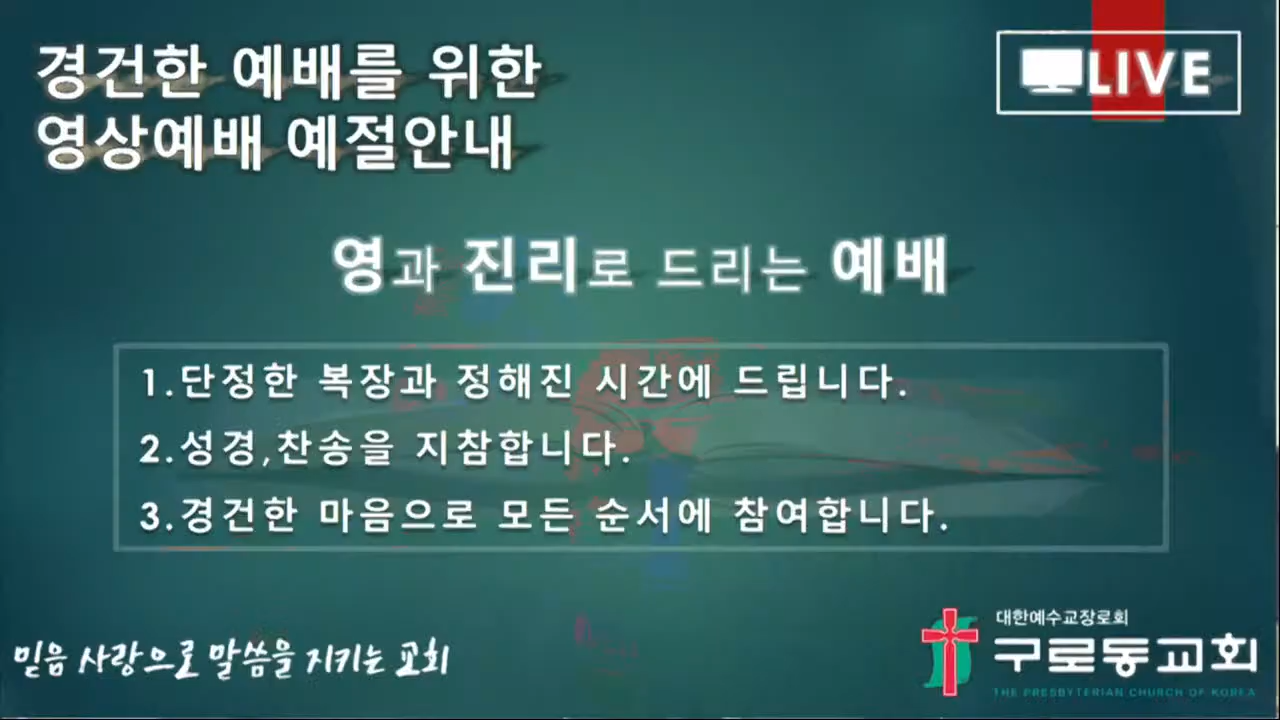 경건한 예배를 위한
영상예배 예절안내
LIVE
영과 진리로 드리는 예배
1.단정한 복장과 정해진 시간에 드립니다.
2.성경,찬송을 지참합니다.
3.경건한 마음으로 모든 순서에 참여합니다.
믿음 사랑으로 말씀을 지키는 교회
대한예수교장로회
구로동교회
THE PRESBYTERIAN CHURCH OF KOREA